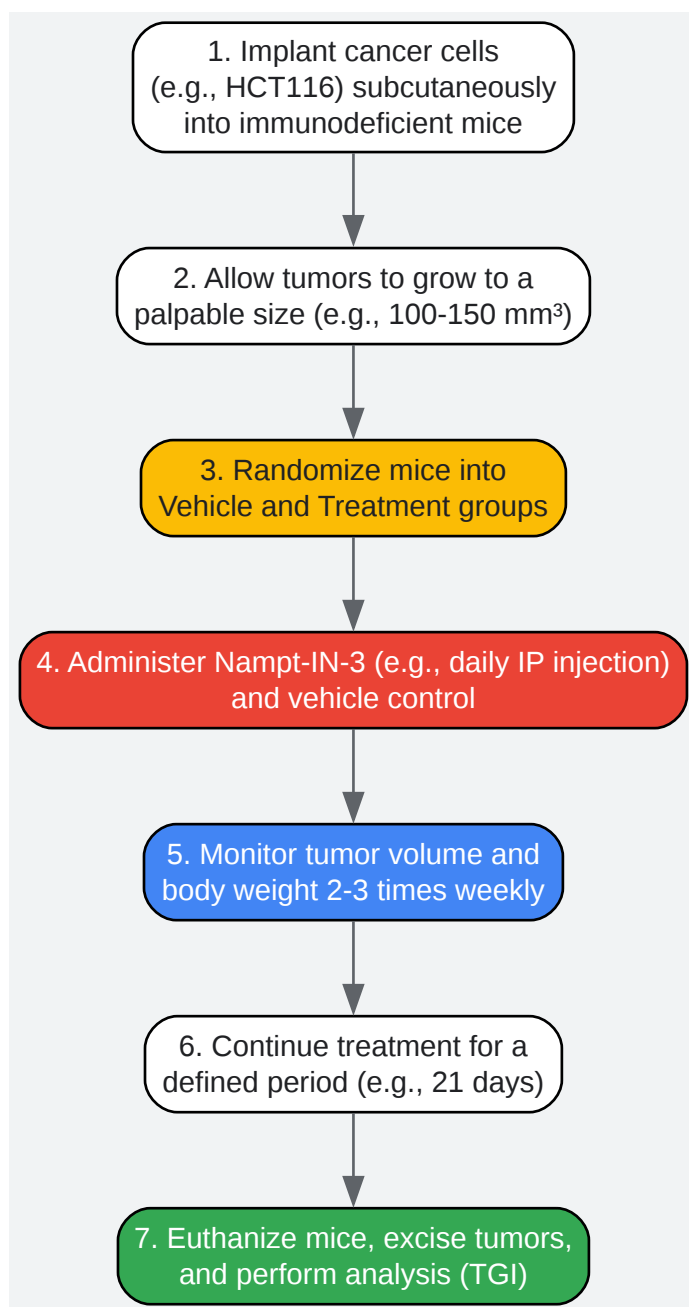 1. Implant cancer cells
(e.g., HCT116) subcutaneously
into immunodeficient mice
2. Allow tumors to grow to a
palpable size (e.g., 100-150 mm³)
3. Randomize mice into
Vehicle and Treatment groups
4. Administer Nampt-IN-3 (e.g., daily IP injection)
and vehicle control
5. Monitor tumor volume and
body weight 2-3 times weekly
6. Continue treatment for a
defined period (e.g., 21 days)
7. Euthanize mice, excise tumors,
and perform analysis (TGI)